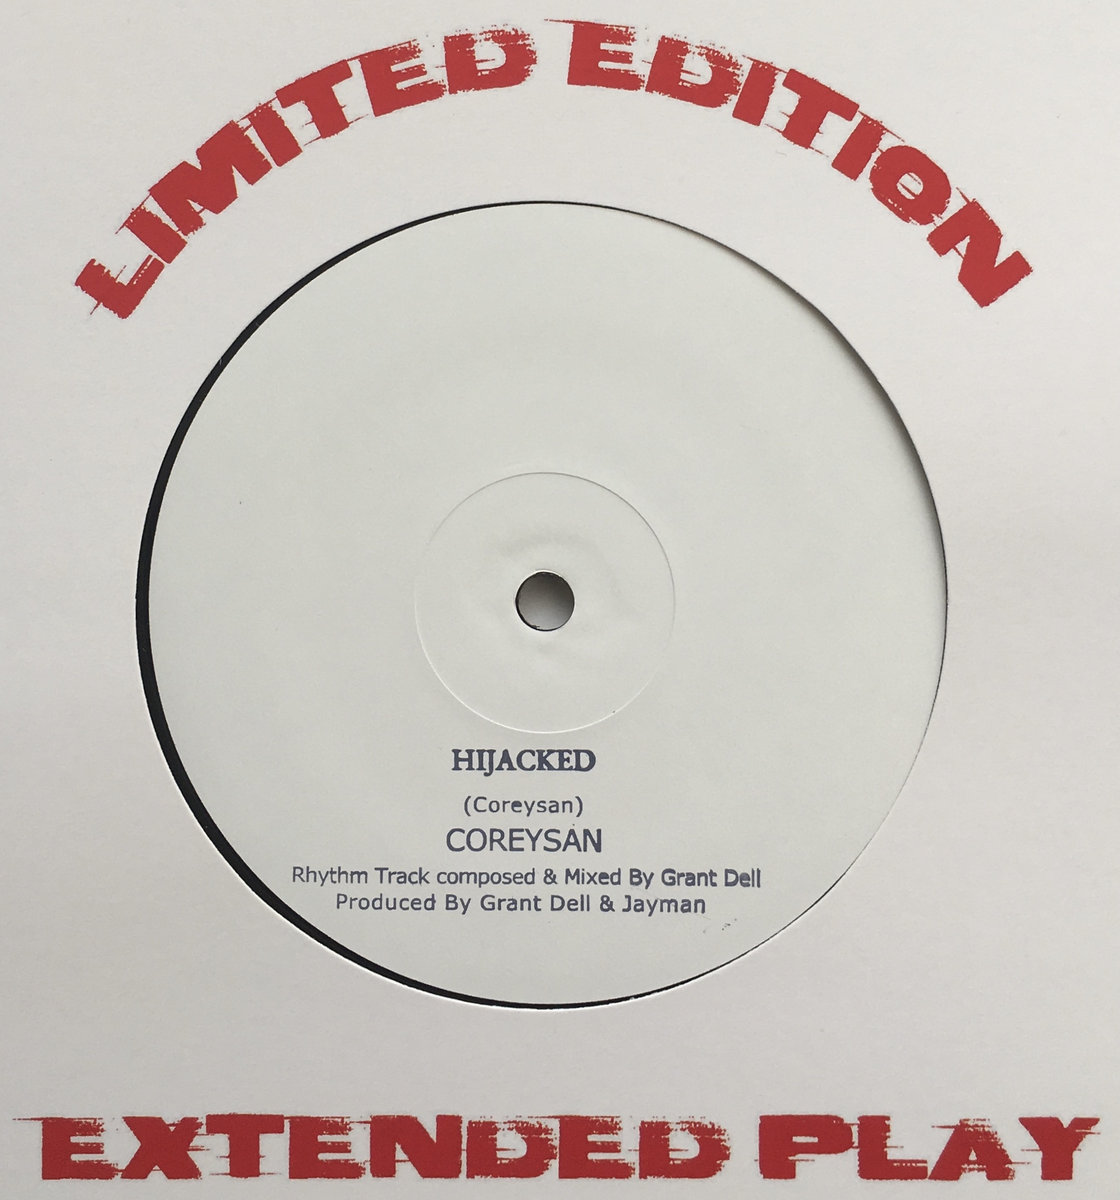 LIMITED EDITION
HIJACKED
(Coreysan)
COREYSAN
Rhythm Track composed & Mixed By Grant Dell
Produced By Grant Dell & Jayman
EXTENDED PLAY